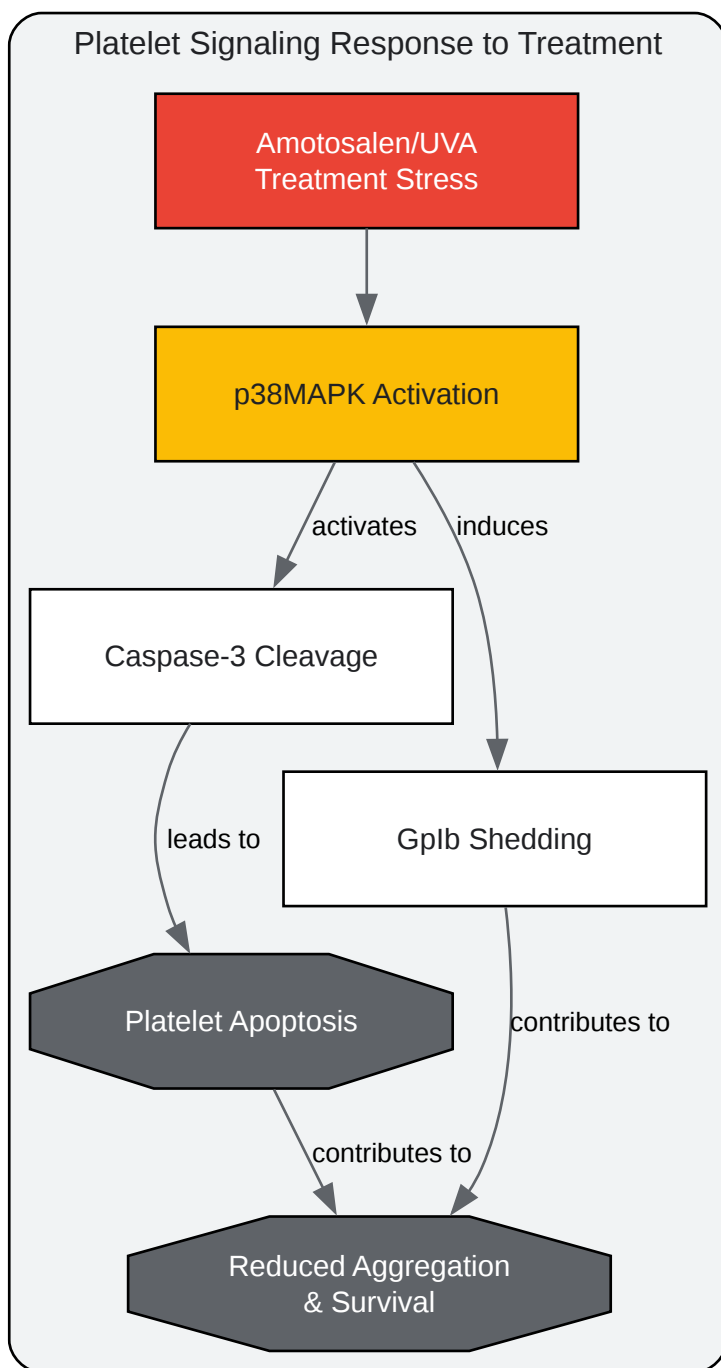 Platelet Signaling Response to Treatment
Amotosalen/UVA
Treatment Stress
p38MAPK Activation
activates
induces
Caspase-3 Cleavage
leads to
GpIb Shedding
Platelet Apoptosis
contributes to
contributes to
Reduced Aggregation
& Survival